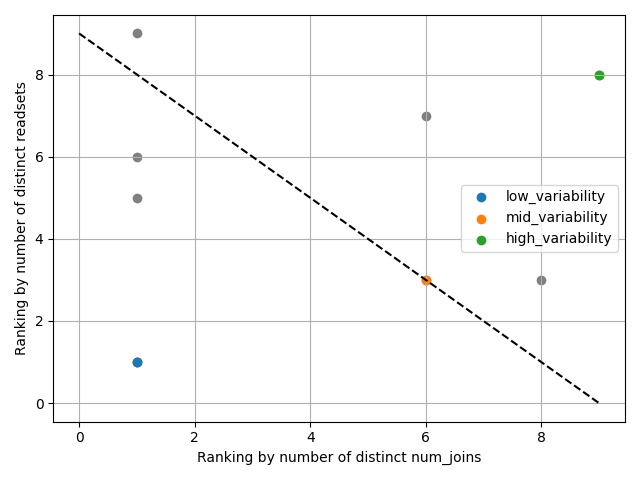 Ranking by number of distinct readsets
8
6
4
2
0
low_variability
mid_variability
high_variability
0 2 4 6 8
Ranking by number of distinct num_joins